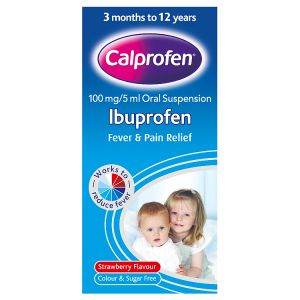 3 months to 12 years
Calprofen®
100 mg/5 ml Oral Suspension
Ibuprofen
Fever & Pain Relief
Works to
reduce fever
Strawberry Flavour
Colour & Sugar Free